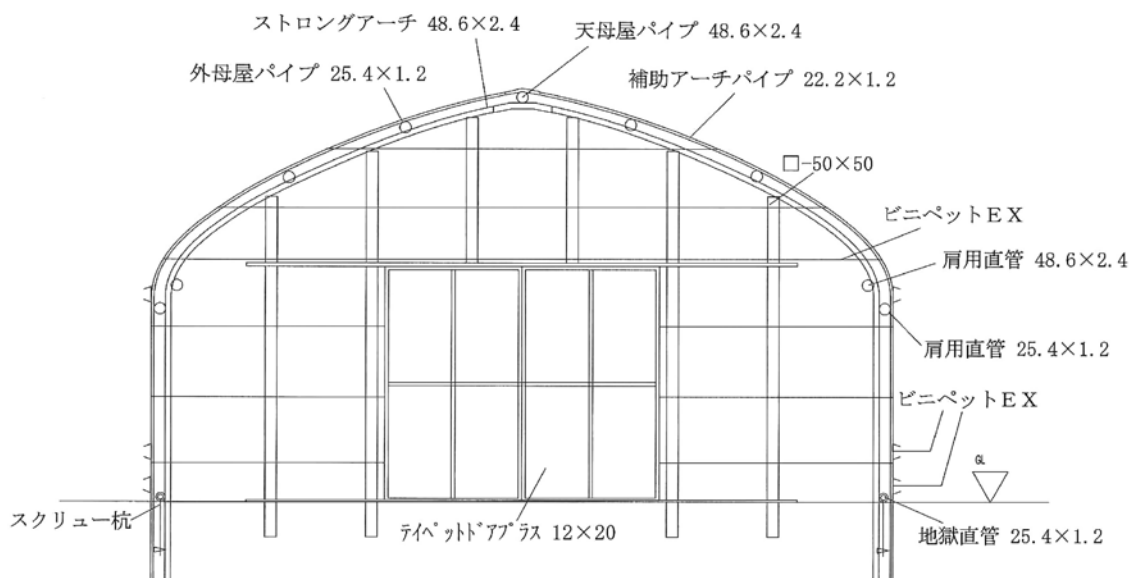 ストロングアーチ 48.6×2.4
天母屋パイプ 48.6×2.4
外母屋パイプ 25.4×1.2
補助アーチパイプ 22.2×1.2
□-50×50
ビニペットＥＸ
肩用直管 48.6×2.4
肩用直管 25.4×1.2
ビニペットＥＸ
GL
スクリュー杭
テイペットドアプラス 12×20
地獄直管 25.4×1.2